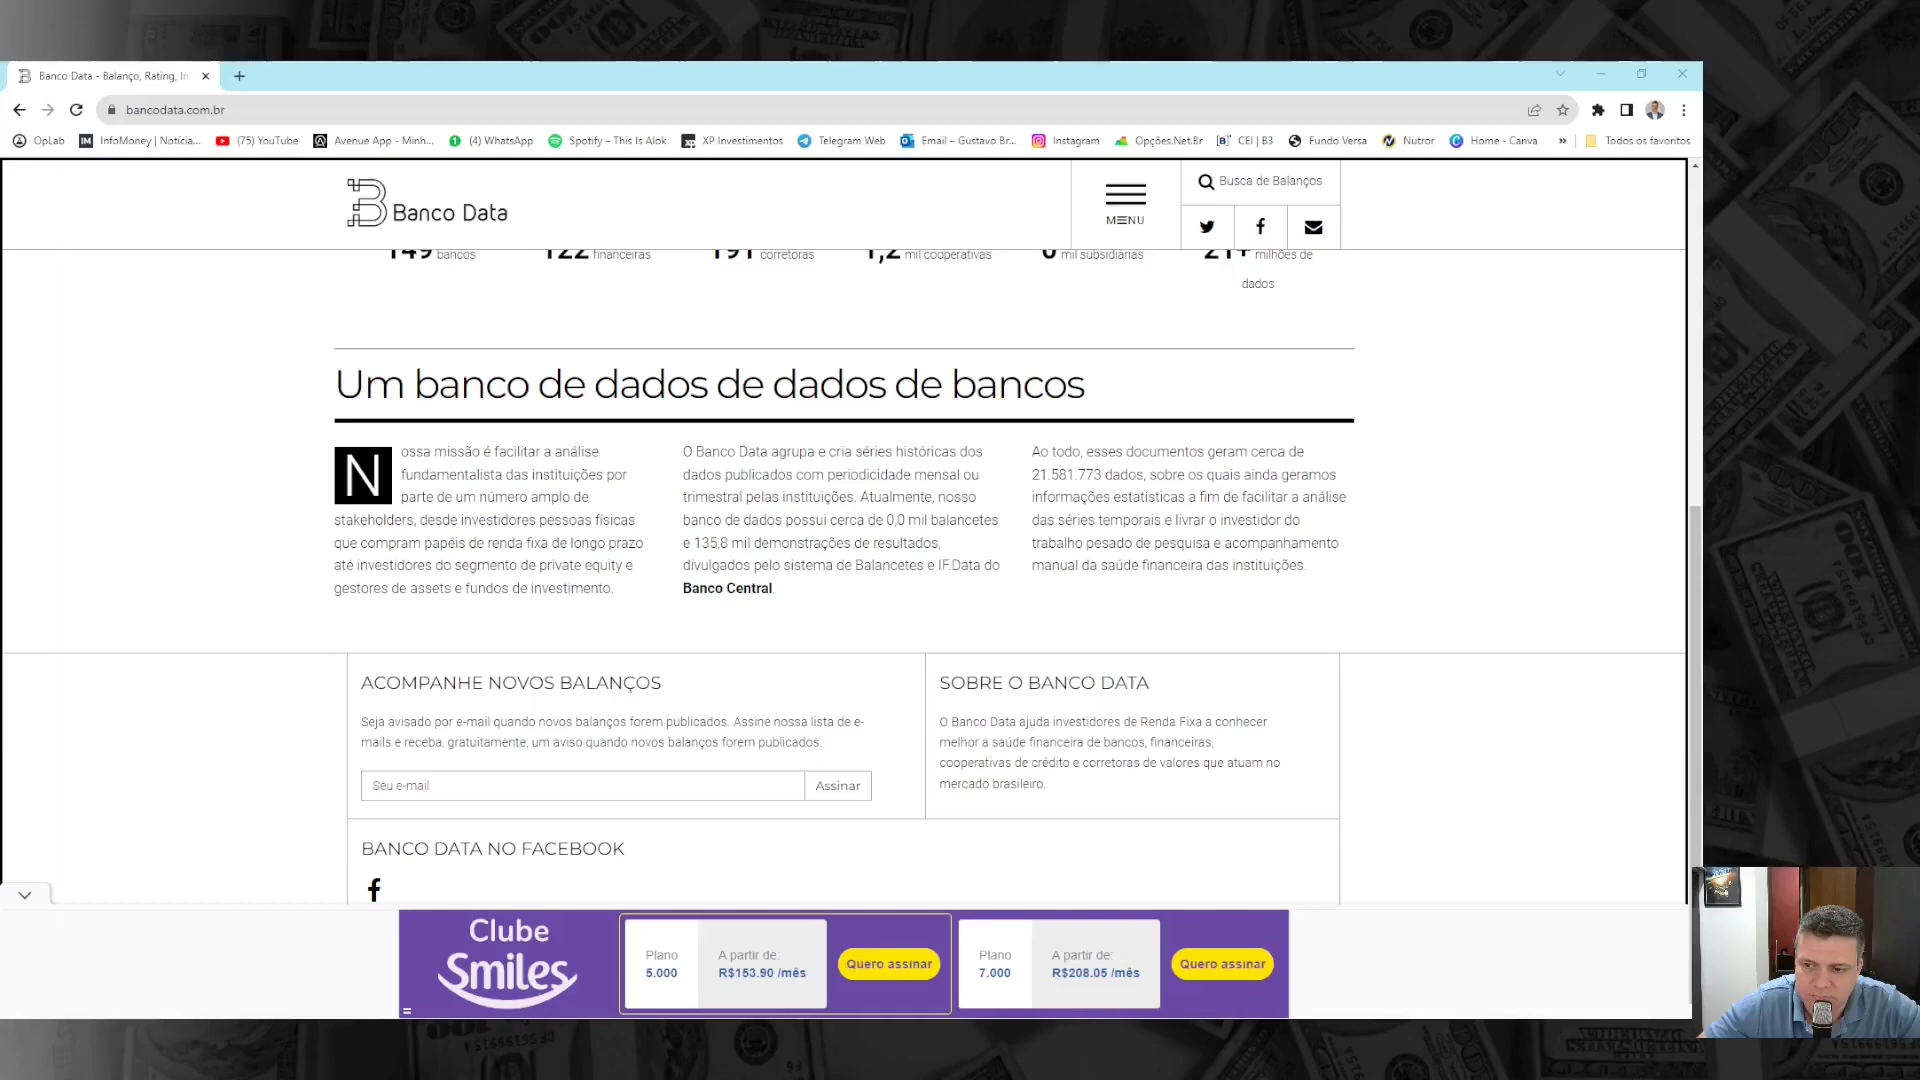 Banco Data - Balanço, Rating, In
bancodata.com.br
OpLab
InfoMoney | Notícia...
(75) YouTube
Avenue App - Minh...
(4) WhatsApp
Spotify – This Is Alok
XP Investimentos
Telegram Web
Email – Gustavo Br...
Instagram
Opções.Net.Br
CEI | B3
Fundo Versa
Nutror
Home - Canva
»
Todos os favoritos
Banco Data
MENU
Busca de Balanços
149 bancos
122 financeiras
191 corretoras
1,2 mil cooperativas
6 mil subsidiárias
21+ milhões de
dados
Um banco de dados de dados de bancos
Nossa missão é facilitar a análise
fundamentalista das instituições por
parte de um número amplo de
stakeholders, desde investidores pessoas físicas
que compram papéis de renda fixa de longo prazo
até investidores do segmento de private equity e
gestores de assets e fundos de investimento.
O Banco Data agrupa e cria séries históricas dos
dados publicados com periodicidade mensal ou
trimestral pelas instituições. Atualmente, nosso
banco de dados possui cerca de 0,0 mil balancetes
e 135,8 mil demonstrações de resultados,
divulgados pelo sistema de Balancetes e IF.Data do
Banco Central.
Ao todo, esses documentos geram cerca de
21.581.773 dados, sobre os quais ainda geramos
informações estatísticas a fim de facilitar a análise
das séries temporais e livrar o investidor do
trabalho pesado de pesquisa e acompanhamento
manual da saúde financeira das instituições.
ACOMPANHE NOVOS BALANÇOS
Seja avisado por e-mail quando novos balanços forem publicados. Assine nossa lista de e-
mails e receba, gratuitamente, um aviso quando novos balanços forem publicados.
Seu e-mail
Assinar
SOBRE O BANCO DATA
O Banco Data ajuda investidores de Renda Fixa a conhecer
melhor a saúde financeira de bancos, financeiras,
cooperativas de crédito e corretoras de valores que atuam no
mercado brasileiro.
BANCO DATA NO FACEBOOK
Clube
Smiles
Plano
5.000
A partir de:
R$153.90 /mês
Quero assinar
Plano
7.000
A partir de:
R$208.05 /mês
Quero assinar